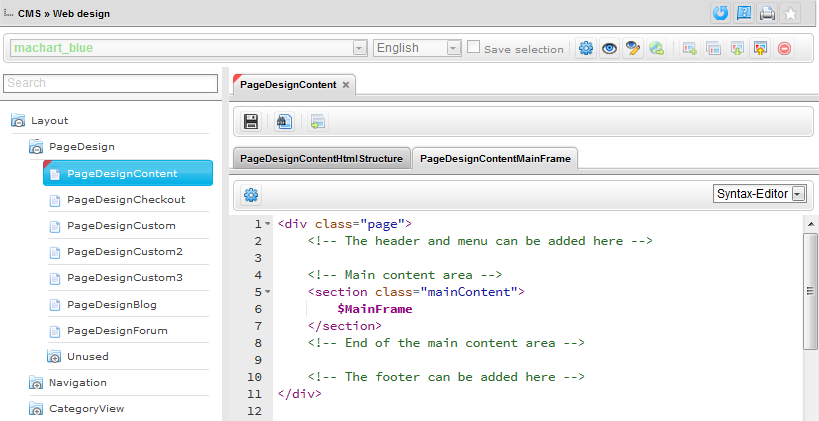 CMS » Web design
machart_blue English Save selection
Search
Layout
PageDesign
PageDesignContent
PageDesignCheckout
PageDesignCustom
PageDesignCustom2
PageDesignCustom3
PageDesignBlog
PageDesignForum
Unused
Navigation
CategoryView
PageDesignContent
PageDesignContentHtmlStructure PageDesignContentMainFrame
Syntax-Editor
1 <div class="page">
2 <!-- The header and menu can be added here -->
3
4 <!-- Main content area -->
5 <section class="mainContent">
6 $MainFrame
7 </section>
8 <!-- End of the main content area -->
9
10 <!-- The footer can be added here -->
11 </div>
12